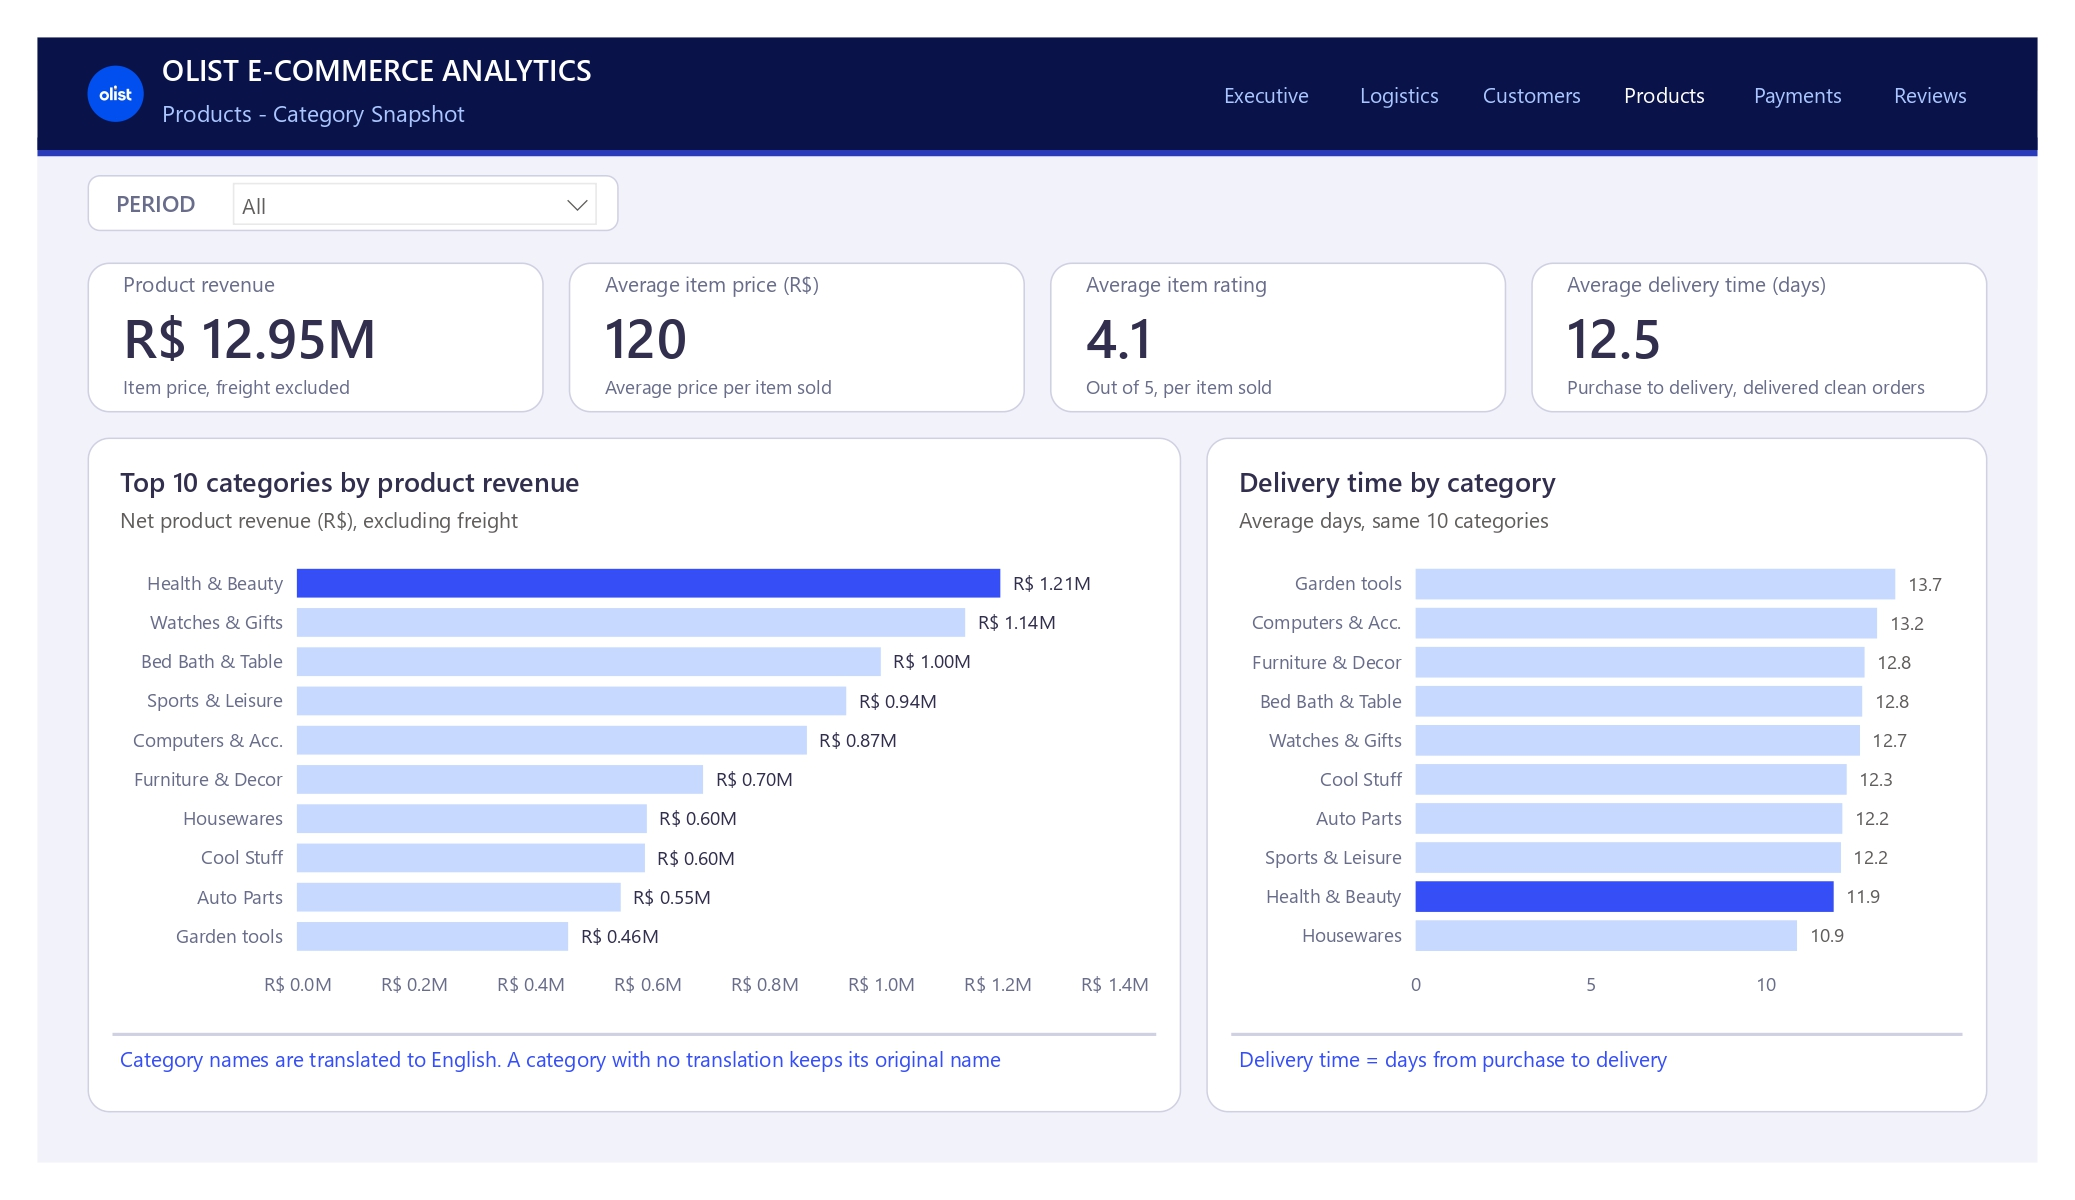 olist
OLIST E-COMMERCE ANALYTICS
Products - Category Snapshot
Executive Logistics Customers Products Payments Reviews
PERIOD All
Product revenue
R$ 12.95M
Item price, freight excluded
Average item price (R$)
120
Average price per item sold
Average item rating
4.1
Out of 5, per item sold
Average delivery time (days)
12.5
Purchase to delivery, delivered clean orders
Top 10 categories by product revenue
Net product revenue (R$), excluding freight
Health & Beauty R$ 1.21M
Watches & Gifts R$ 1.14M
Bed Bath & Table R$ 1.00M
Sports & Leisure R$ 0.94M
Computers & Acc. R$ 0.87M
Furniture & Decor R$ 0.70M
Housewares R$ 0.60M
Cool Stuff R$ 0.60M
Auto Parts R$ 0.55M
Garden tools R$ 0.46M
R$ 0.0M R$ 0.2M R$ 0.4M R$ 0.6M R$ 0.8M R$ 1.0M R$ 1.2M R$ 1.4M
Category names are translated to English. A category with no translation keeps its original name
Delivery time by category
Average days, same 10 categories
Garden tools 13.7
Computers & Acc. 13.2
Furniture & Decor 12.8
Bed Bath & Table 12.8
Watches & Gifts 12.7
Cool Stuff 12.3
Auto Parts 12.2
Sports & Leisure 12.2
Health & Beauty 11.9
Housewares 10.9
0 5 10
Delivery time = days from purchase to delivery